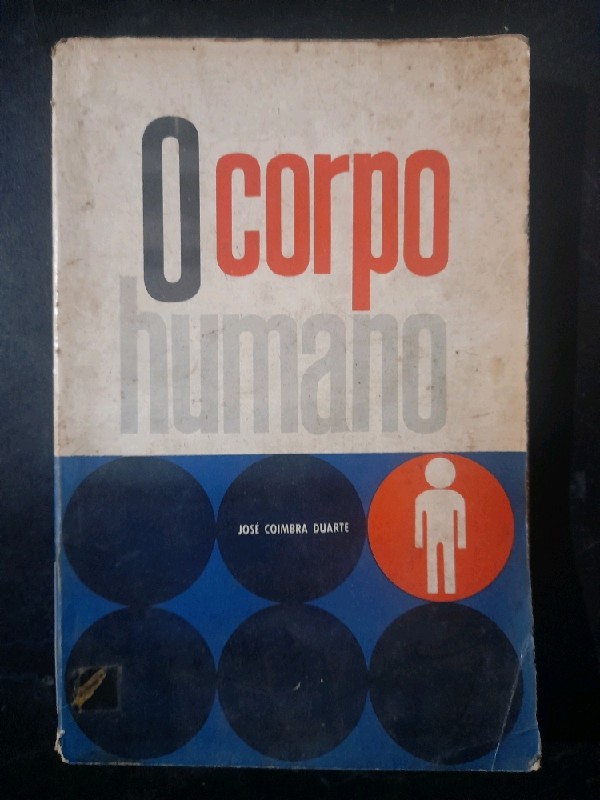 O corpo
humano
JOSÉ COIMBRA DUARTE